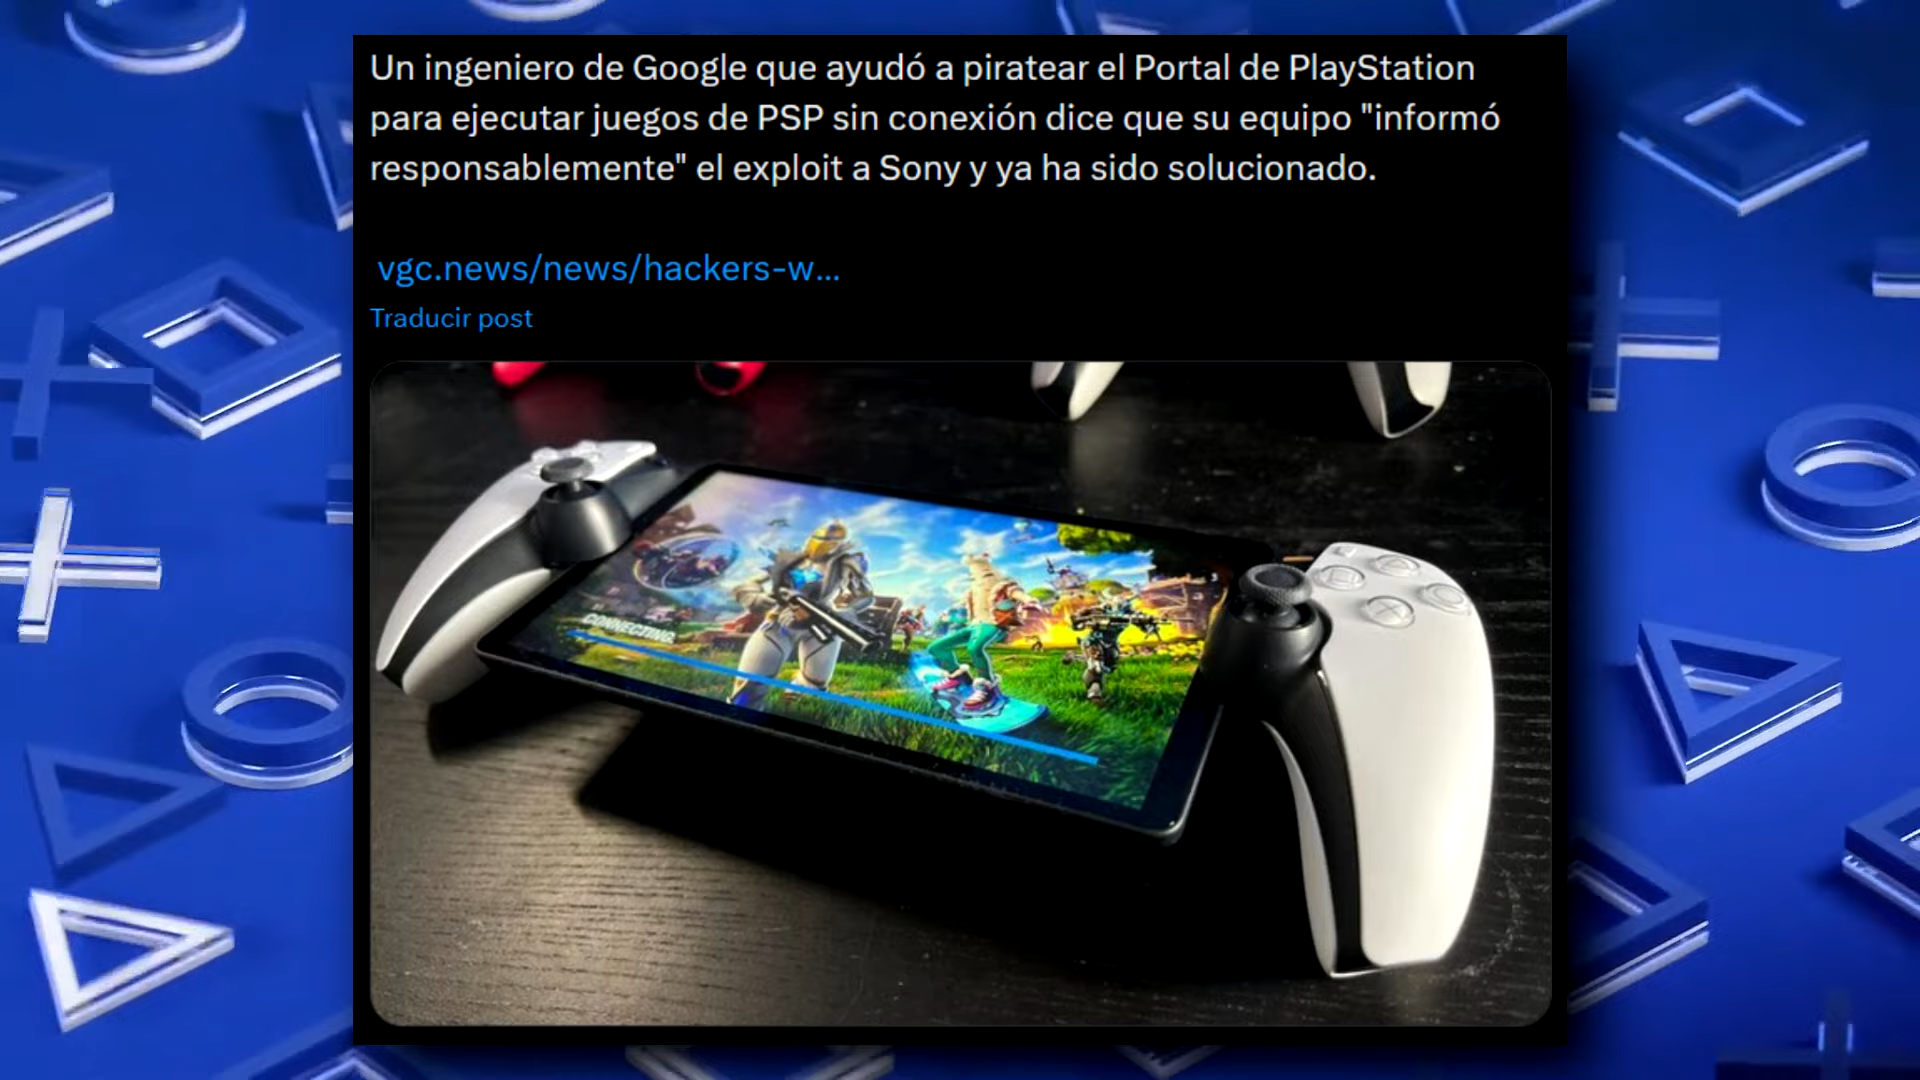 Un ingeniero de Google que ayudó a piratear el Portal de PlayStation
para ejecutar juegos de PSP sin conexión dice que su equipo "informó
responsablemente" el exploit a Sony y ya ha sido solucionado.
vgc.news/news/hackers-w...
Traducir post
CONNECTING